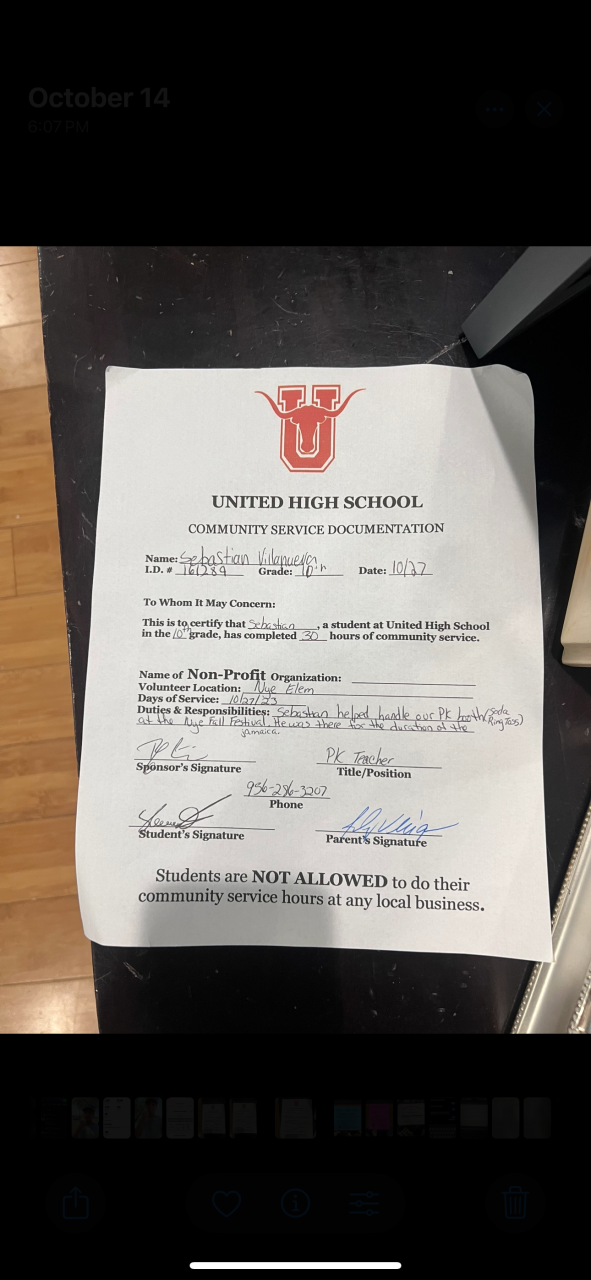 October 14
6:07 PM
U
UNITED HIGH SCHOOL
COMMUNITY SERVICE DOCUMENTATION
Name: Sebastian Villanueva
I.D. # 161289 Grade: 10th Date: 10/27
To Whom It May Concern:
This is to certify that Sebastian, a student at United High School
in the 10th grade, has completed 30 hours of community service.
Name of Non-Profit Organization:
Volunteer Location: Nye Elem
Days of Service: 10/27/23
Duties & Responsibilities: Sebastian helped handle our PK booth (Soda Ring Toss)
at the Nye Fall Festival. He was there for the duration of the
jamaica.
Sponsor's Signature
PK Teacher
Title/Position
956-286-3207
Phone
Student's Signature
Parent's Signature
Students are NOT ALLOWED to do their
community service hours at any local business.